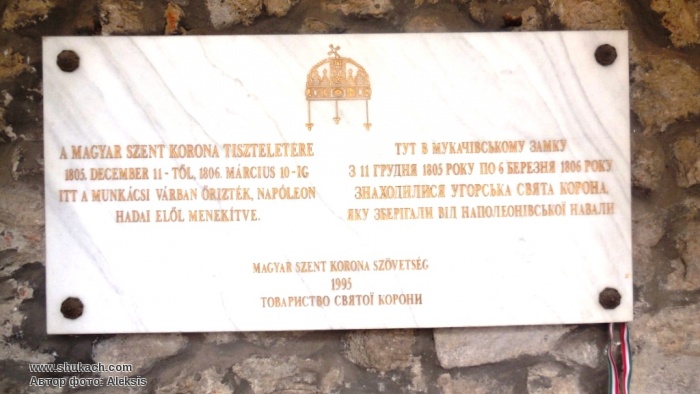 A MAGYAR SZENT KORONA TISZTELETERE
1805. DECEMBER 11-TŐL, 1806. MÁRCIUS 10-IG
ITT A MUNKÁCSI VÁRBAN ŐRIZTÉK, NAPÓLEON
HADAI ELŐL MENEKÍTVE.
ТУТ В МУКАЧІВСЬКОМУ ЗАМКУ
З 11 ГРУДНЯ 1805 РОКУ ПО 6 БЕРЕЗНЯ 1806 РОКУ
ЗНАХОДИЛИСЯ УГОРСЬКА СВЯТА КОРОНА,
ЯКУ ЗБЕРІГАЛИ ВІД НАПОЛЕОНІВСЬКОЇ НАВАЛИ
MAGYAR SZENT KORONA SZÖVETSÉG
1995
ТОВАРИСТВО СВЯТОЇ КОРОНИ
www.shukach.com
Автор фото: Aleksis